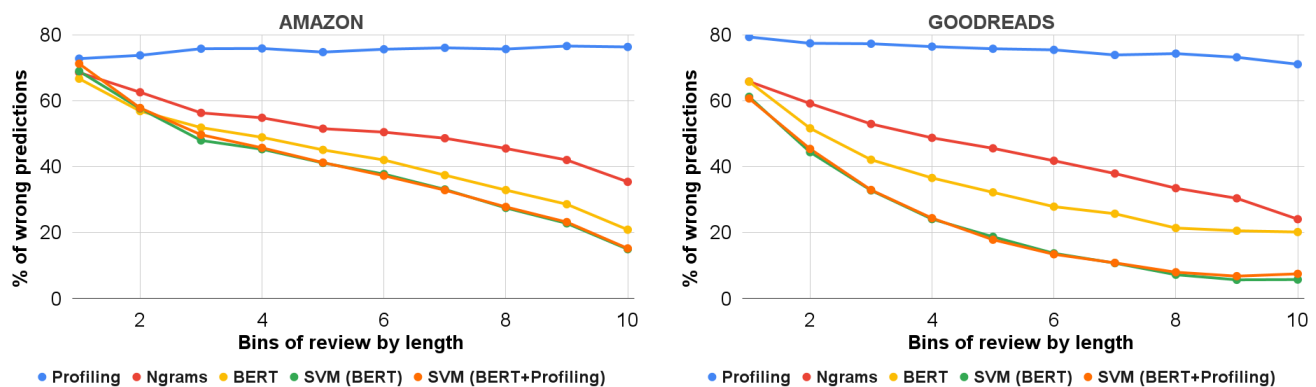 AMAZON
% of wrong predictions
80
60
40
20
0
2 4 6 8 10
Bins of review by length
Profiling Ngrams BERT SVM (BERT) SVM (BERT+Profiling)
GOODREADS
% of wrong predictions
80
60
40
20
0
2 4 6 8 10
Bins of review by length
Profiling Ngrams BERT SVM (BERT) SVM (BERT+Profiling)